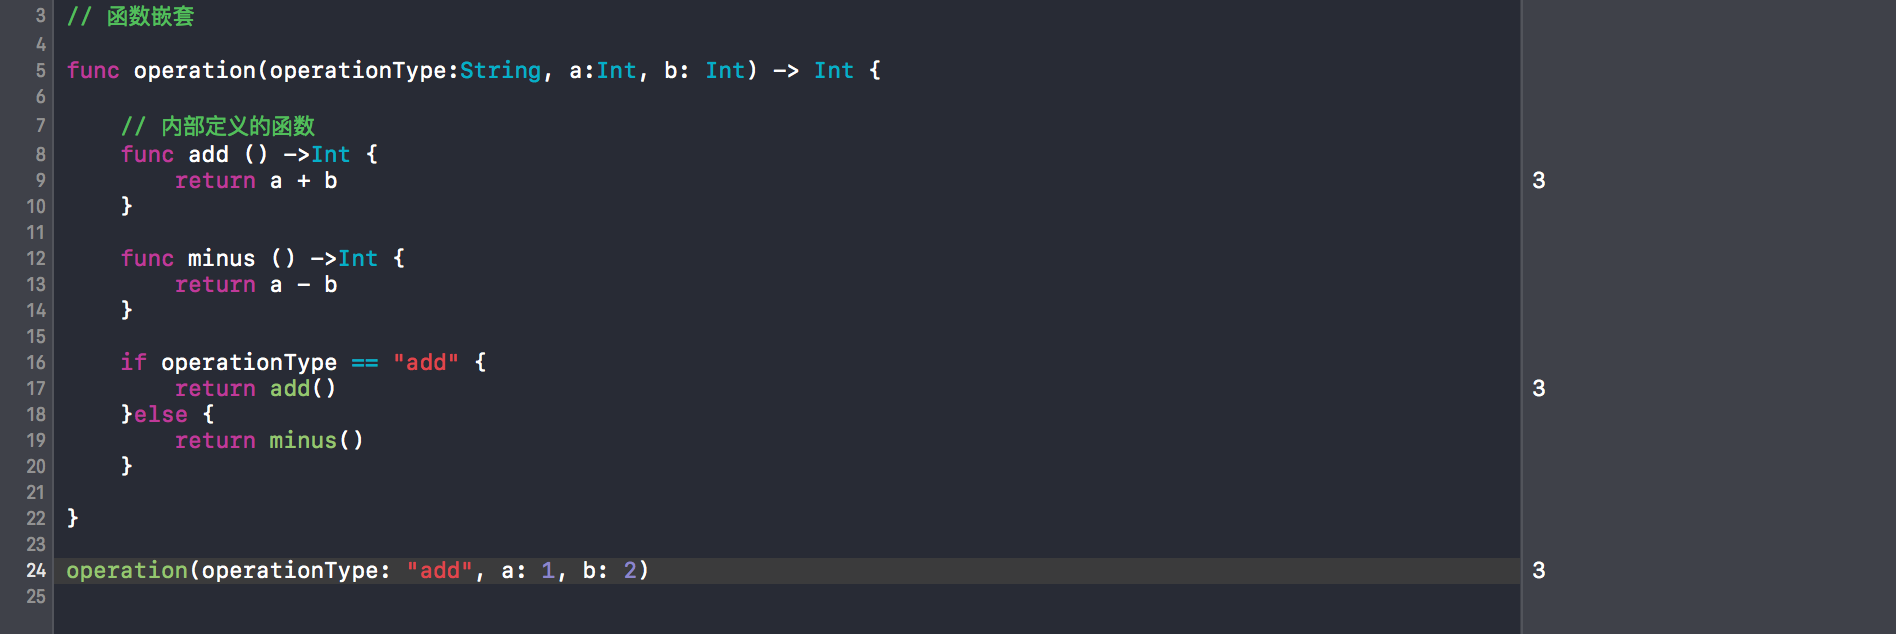 3 // 函数嵌套
4
5 func operation(operationType:String, a:Int, b: Int) -> Int {
6
7     // 内部定义的函数
8     func add () ->Int {
9         return a + b 3
10     }
11
12     func minus () ->Int {
13         return a - b
14     }
15
16     if operationType == "add" {
17         return add() 3
18     }else {
19         return minus()
20     }
21
22 }
23
24 operation(operationType: "add", a: 1, b: 2) 3
25